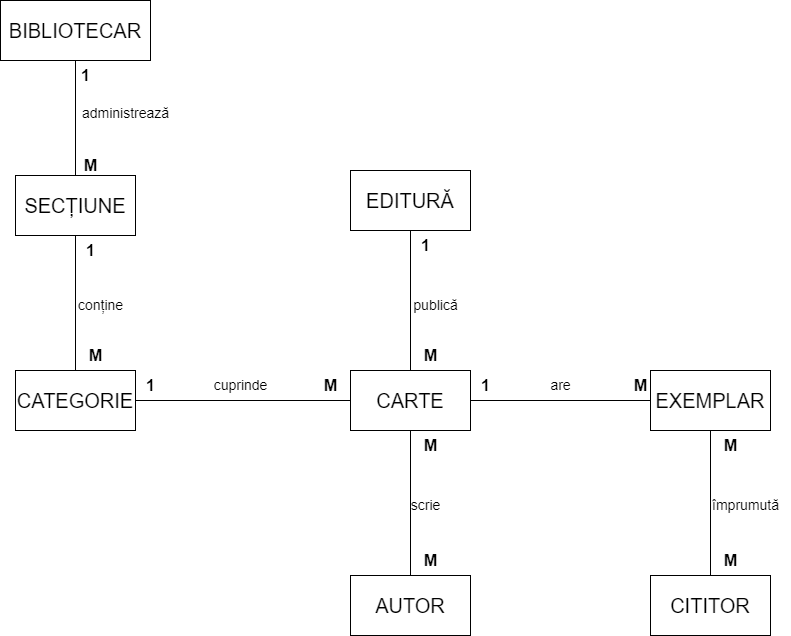 BIBLIOTECAR
1
administrează
M
SECȚIUNE
EDITURĂ
1
1
conține
publică
M
M
CATEGORIE
1
cuprinde
M
CARTE
1
are
M
EXEMPLAR
M
M
scrie
împrumută
M
M
AUTOR
CITITOR